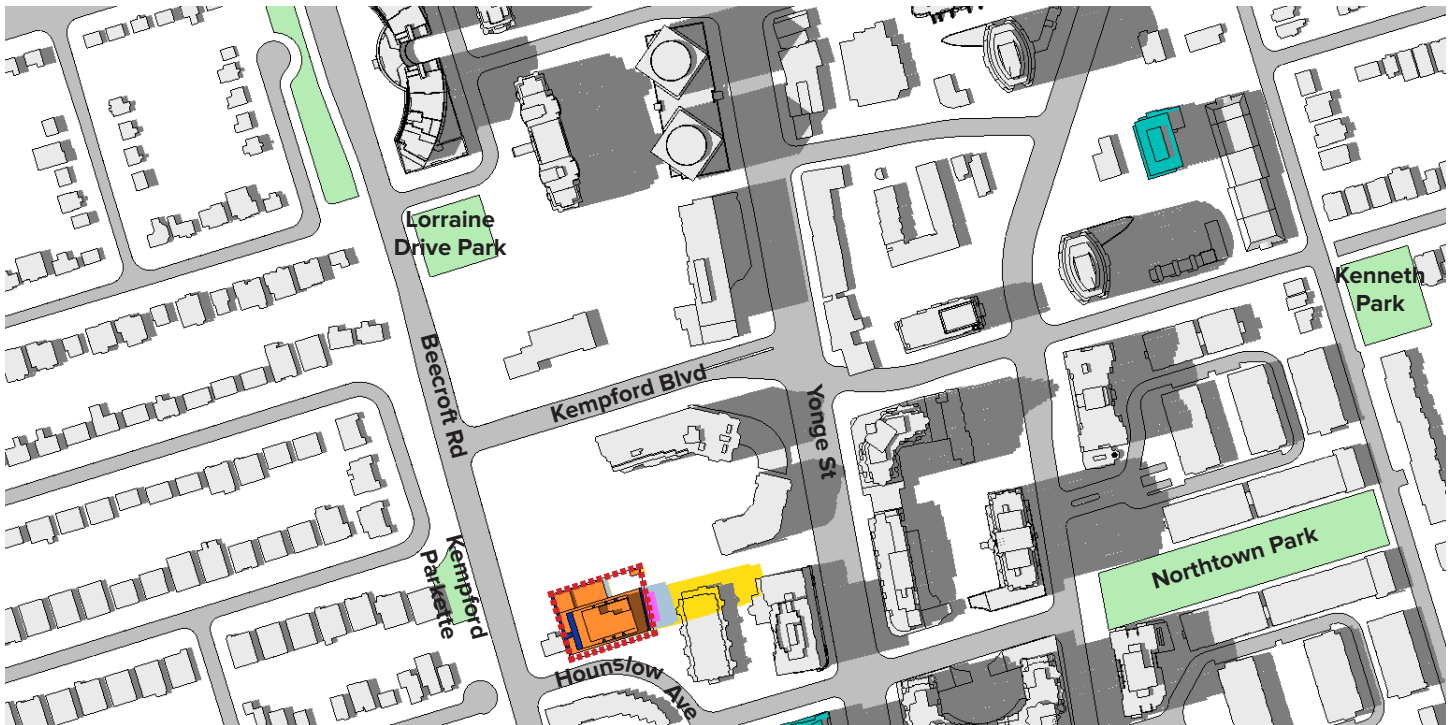 Lorraine
Drive Park
Kenneth
Park
Beecroft Rd
Kempford Blvd
Yonge St
Kempford
Parkette
Northtown Park
Hounslow Ave